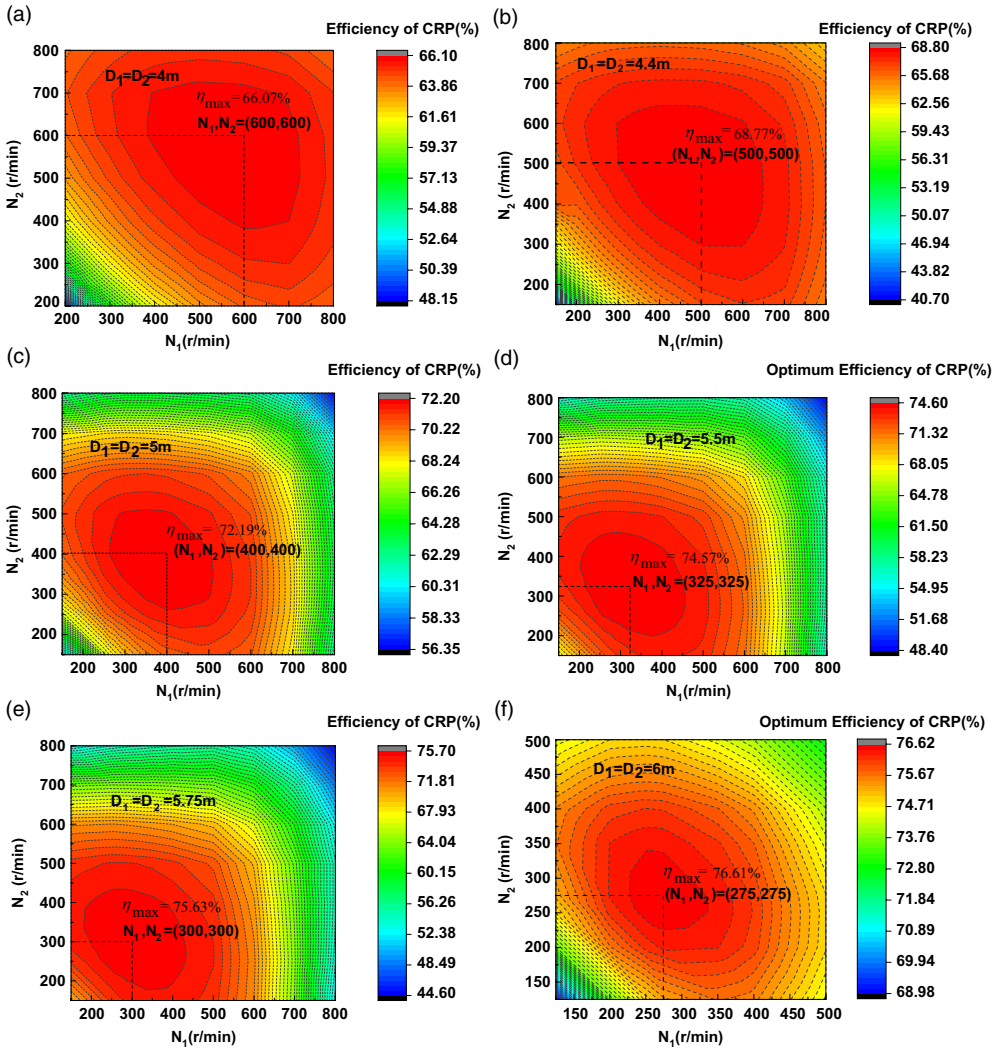 (a)
Efficiency of CRP(%)
D₁=D₂=4m
η_max = 66.07%
N₁,N₂=(600,600)
800
700
600
500
400
300
200
N₂ (r/min)
200 300 400 500 600 700 800
N₁(r/min)
66.10
63.86
61.61
59.37
57.13
54.88
52.64
50.39
48.15
(b)
Efficiency of CRP(%)
D₁=D₂=4.4m
η_max = 68.77%
(N₁,N₂)=(500,500)
800
700
600
500
400
300
200
N₂ (r/min)
200 300 400 500 600 700 800
N₁(r/min)
68.80
65.68
62.56
59.43
56.31
53.19
50.07
46.94
43.82
40.70
(c)
Efficiency of CRP(%)
D₁=D₂=5m
η_max = 72.19%
(N₁,N₂)=(400,400)
800
700
600
500
400
300
200
N₂ (r/min)
200 300 400 500 600 700 800
N₁(r/min)
72.20
70.22
68.24
66.26
64.28
62.29
60.31
58.33
56.35
(d)
Optimum Efficiency of CRP(%)
D₁=D₂=5.5m
η_max = 74.57%
N₁,N₂=(325,325)
800
700
600
500
400
300
200
N₂ (r/min)
200 300 400 500 600 700 800
N₁(r/min)
74.60
71.32
68.05
64.78
61.50
58.23
54.95
51.68
48.40
(e)
Efficiency of CRP(%)
D₁=D₂=5.75m
η_max = 75.63%
N₁,N₂=(300,300)
800
700
600
500
400
300
200
N₂ (r/min)
200 300 400 500 600 700 800
N₁(r/min)
75.70
71.81
67.93
64.04
60.15
56.26
52.38
48.49
44.60
(f)
Optimum Efficiency of CRP(%)
D₁=D₂=6m
η_max = 76.61%
(N₁,N₂)=(275,275)
500
450
400
350
300
250
200
150
N₂ (r/min)
150 200 250 300 350 400 450 500
N₁(r/min)
76.62
75.66
74.71
73.76
72.80
71.84
70.89
69.94
68.98